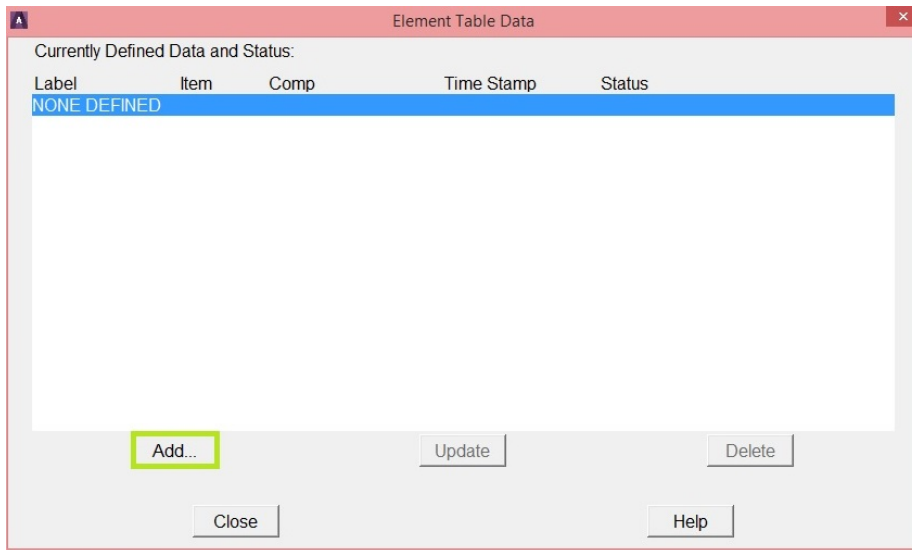 Element Table Data
Currently Defined Data and Status:
Label Item Comp Time Stamp Status
NONE DEFINED
Add... Update Delete
Close Help